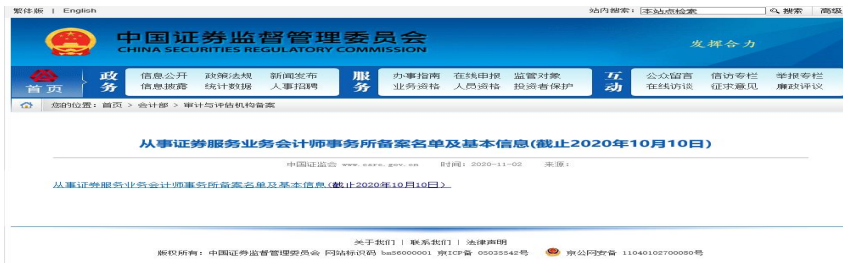 繁体版 | English 站内搜索: 本站点检索 搜索 高级
中国证券监督管理委员会
CHINA SECURITIES REGULATORY COMMISSION
发挥合力
首页 政务 信息公开 政策法规 新闻发布 服务 办事指南 在线申报 监管对象 互动 公众留言 信访专栏 举报专栏
信息披露 统计数据 人事招聘 业务资格 人员资格 投资者保护 在线访谈 征求意见 廉政评议
您的位置: 首页 > 会计部 > 审计与评估机构备案
从事证券服务业务会计师事务所备案名单及基本信息(截止2020年10月10日)
中国证监会 www.csrc.gov.cn 时间: 2020-11-02 来源:
从事证券服务业务会计师事务所备案名单及基本信息(截止2020年10月10日)
关于我们 | 联系我们 | 法律声明
版权所有: 中国证券监督管理委员会 网站标识码 bm56000001 京ICP备 05035542号 京公网安备 11040102700080号